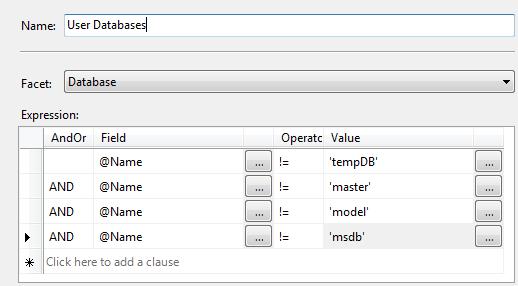 Name: User Databases
Facet: Database
Expression:
AndOr Field Operato Value
@Name ... != 'tempDB' ...
AND @Name ... != 'master' ...
AND @Name ... != 'model' ...
AND @Name ... != 'msdb' ...
Click here to add a clause